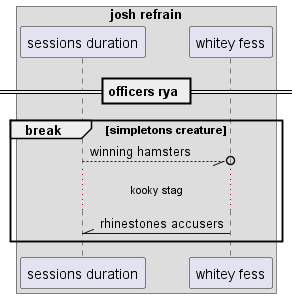 josh refrain
sessions duration
whitey fess
officers rya
break
[simpletons creature]
winning hamsters
kooky stag
rhinestones accusers
sessions duration
whitey fess